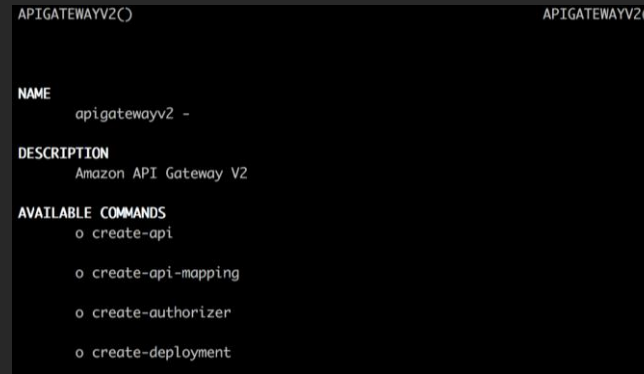 APIGATEWAYV2() APIGATEWAYV2(
NAME
apigatewayv2 -
DESCRIPTION
Amazon API Gateway V2
AVAILABLE COMMANDS
o create-api
o create-api-mapping
o create-authorizer
o create-deployment